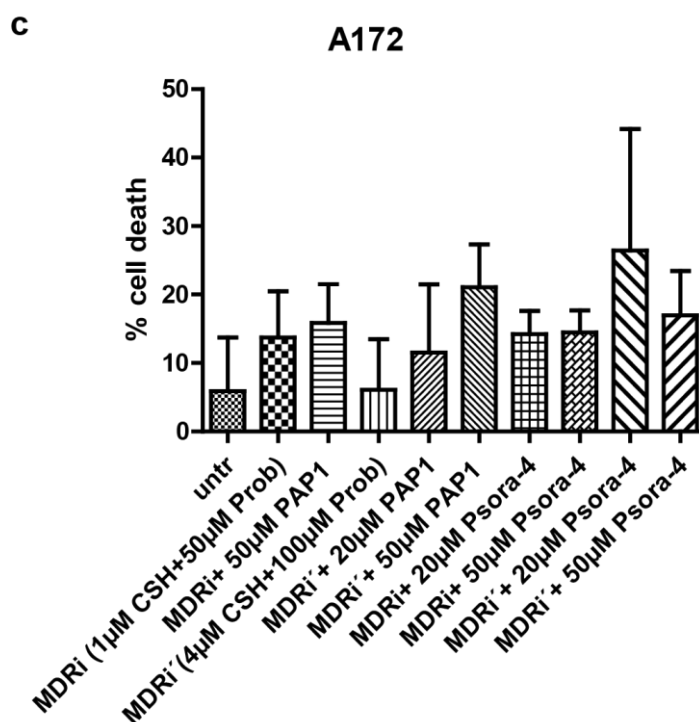 c
A172
% cell death
50
40
30
20
10
0
untr
MDRi (1µM CSH+50µM Prob)
MDRi+ 50µM PAP1
MDRi´(4µM CSH+100µM Prob)
MDRi´+ 20µM PAP1
MDRi´+ 50µM PAP1
MDRi+ 20µM Psora-4
MDRi+ 50µM Psora-4
MDRi´+ 20µM Psora-4
MDRi´+ 50µM Psora-4